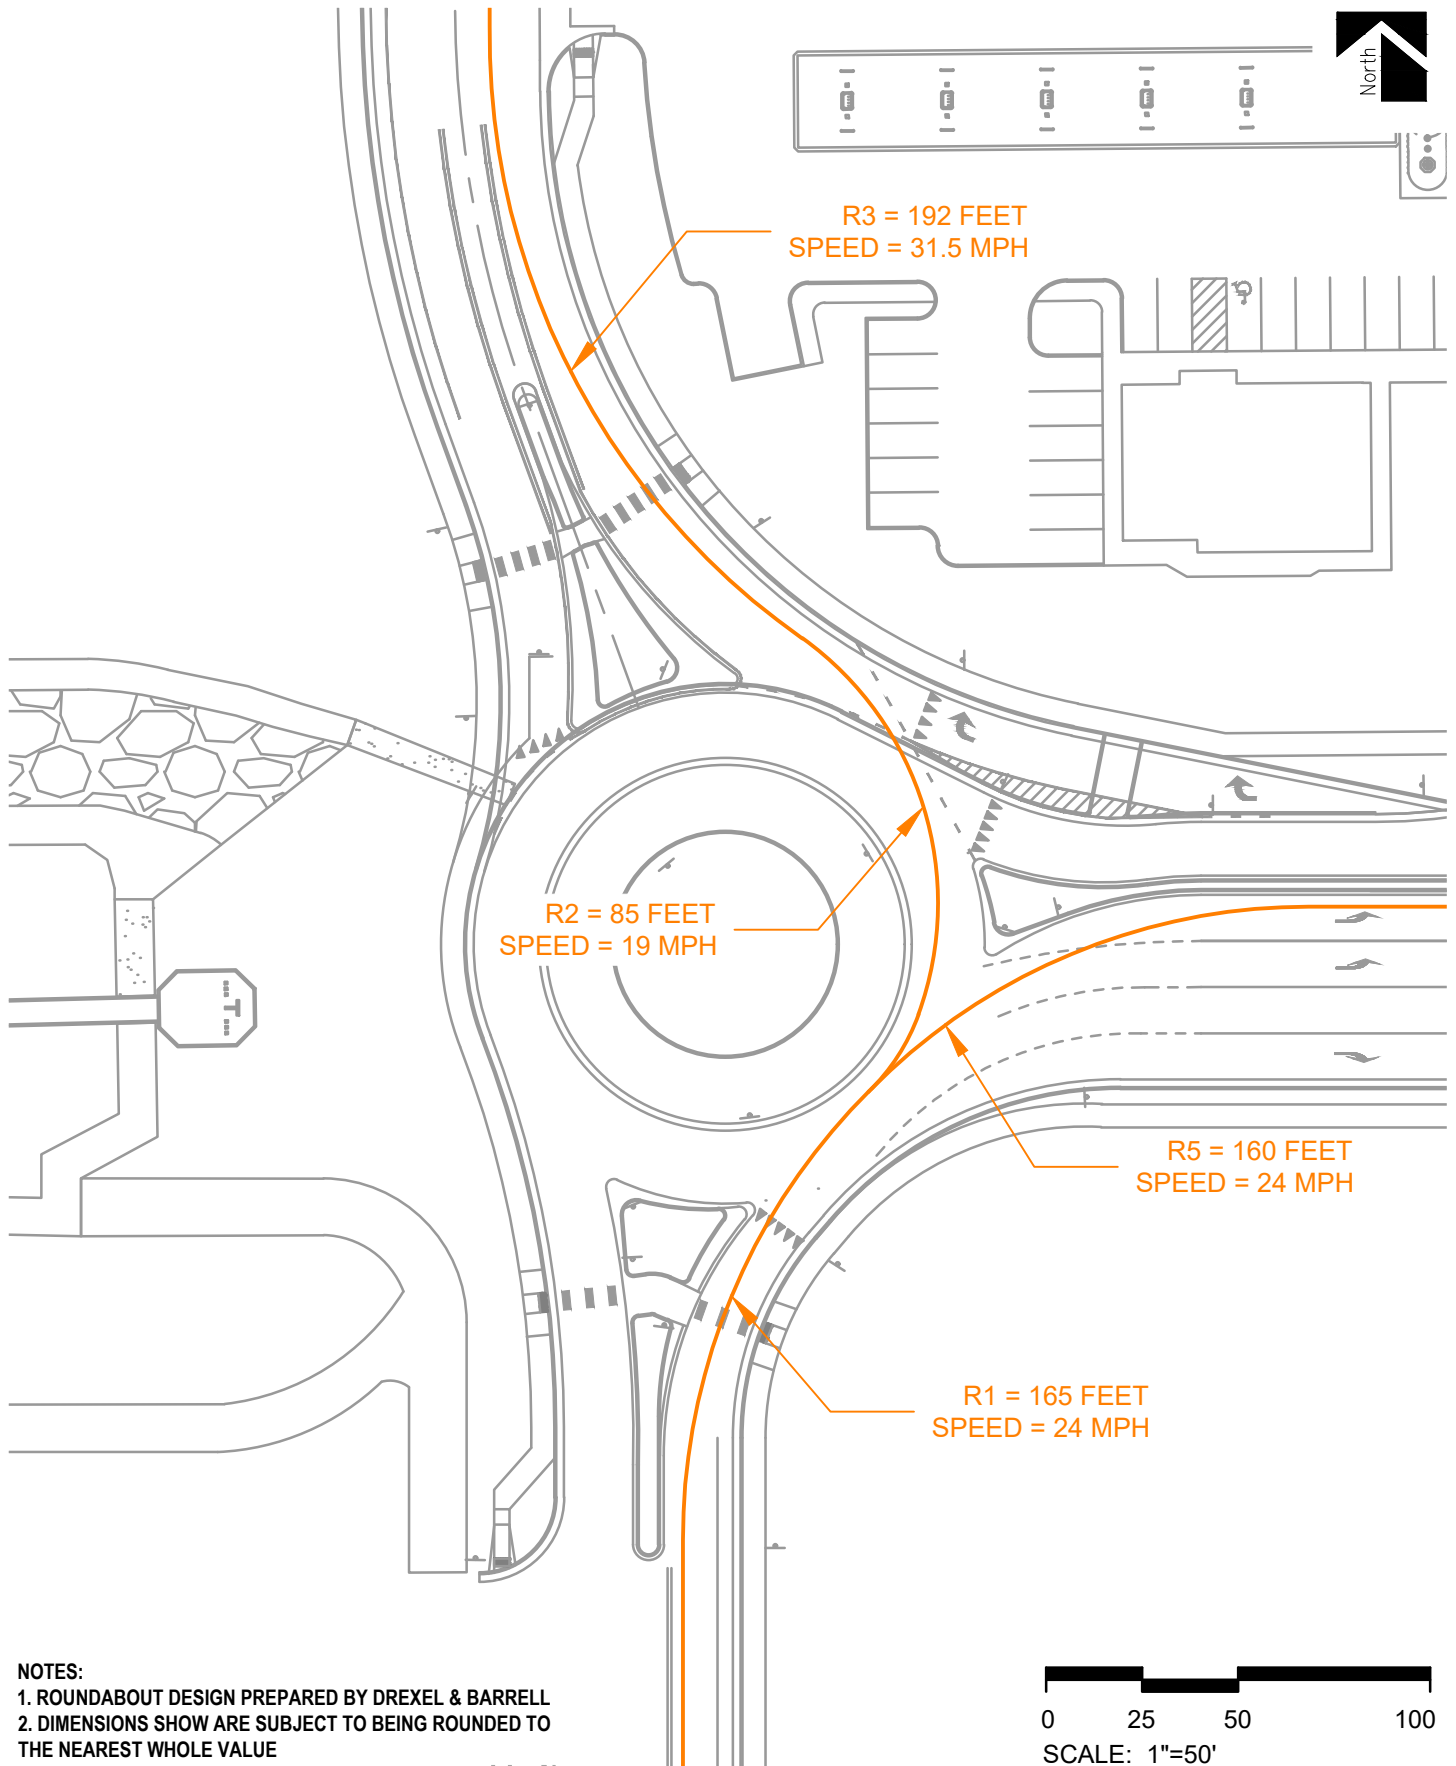 North
R3 = 192 FEET
SPEED = 31.5 MPH
R2 = 85 FEET
SPEED = 19 MPH
T
R5 = 160 FEET
SPEED = 24 MPH
R1 = 165 FEET
SPEED = 24 MPH
NOTES:
1. ROUNDABOUT DESIGN PREPARED BY DREXEL & BARRELL
2. DIMENSIONS SHOW ARE SUBJECT TO BEING ROUNDED TO
THE NEAREST WHOLE VALUE
0 25 50 100
SCALE: 1"=50'